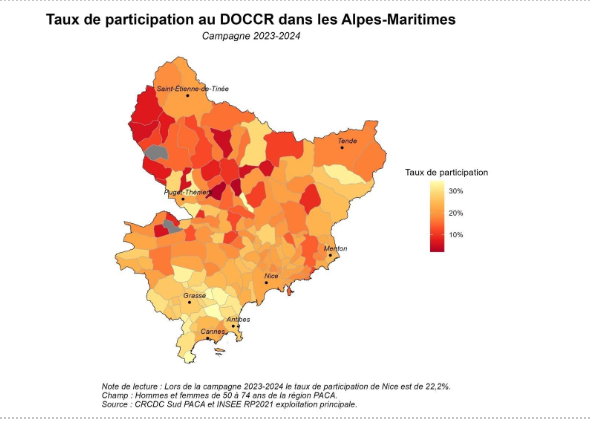 Taux de participation au DOCCR dans les Alpes-Maritimes
Campagne 2023-2024
Saint-Étienne-de-Tinée
Tende
Taux de participation
30%
20%
10%
Puget-Théniers
Menton
Nice
Grasse
Antibes
Cannes
Note de lecture : Lors de la campagne 2023-2024 le taux de participation de Nice est de 22,2%.
Champ : Hommes et femmes de 50 à 74 ans de la région PACA.
Source : CRCDC Sud PACA et INSEE RP2021 exploitation principale.